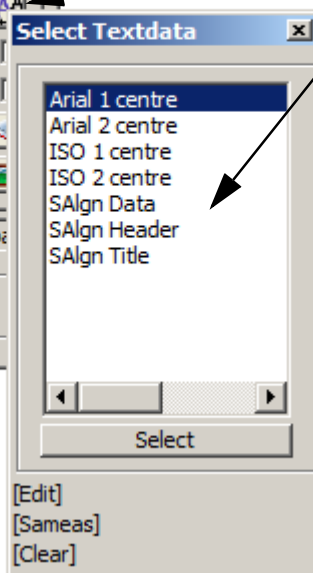 Select Textdata
Arial 1 centre
Arial 2 centre
ISO 1 centre
ISO 2 centre
SAlgn Data
SAlgn Header
SAlgn Title
Select
[Edit]
[Sameas]
[Clear]